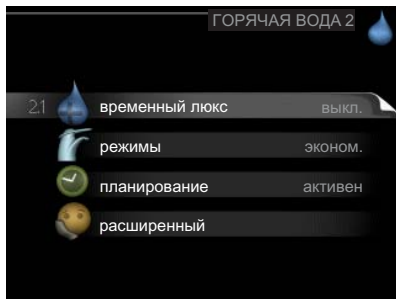 ГОРЯЧАЯ ВОДА 2
2.1 временный люкс выкл.
режимы эконом.
планирование активен
расширенный